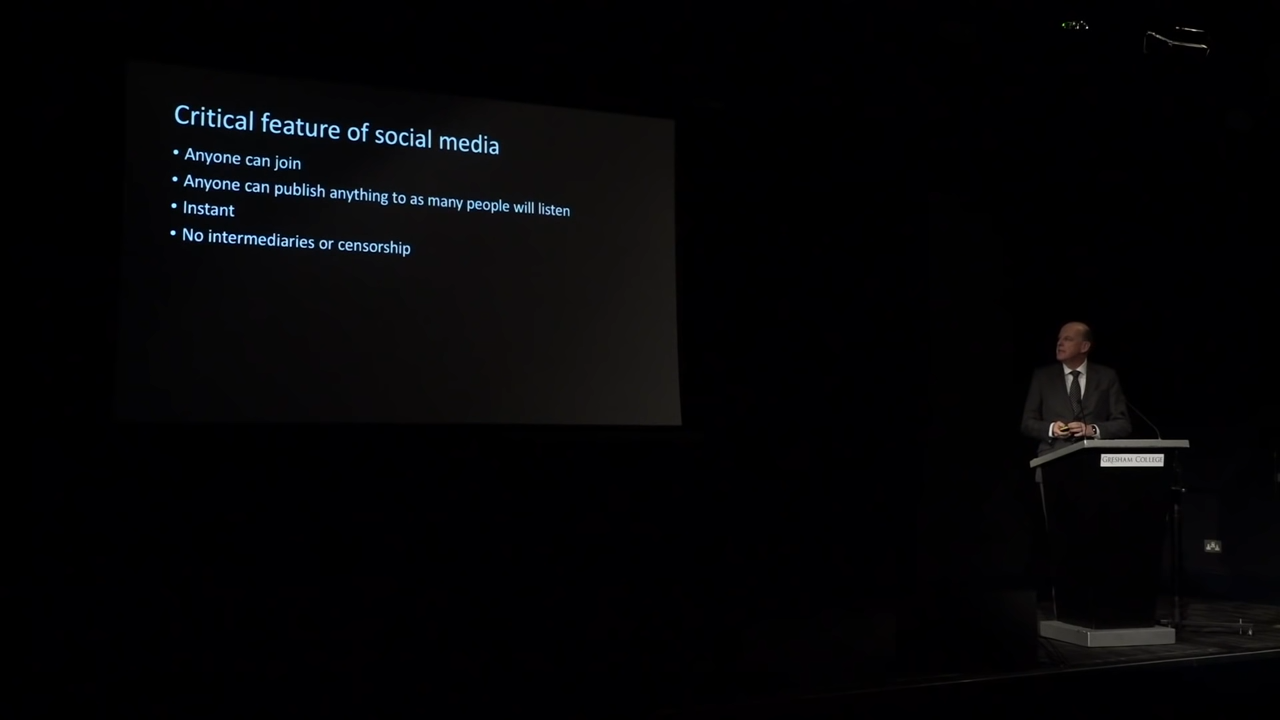 Critical feature of social media
• Anyone can join
• Anyone can publish anything to as many people will listen
• Instant
• No intermediaries or censorship
GRESHAM COLLEGE